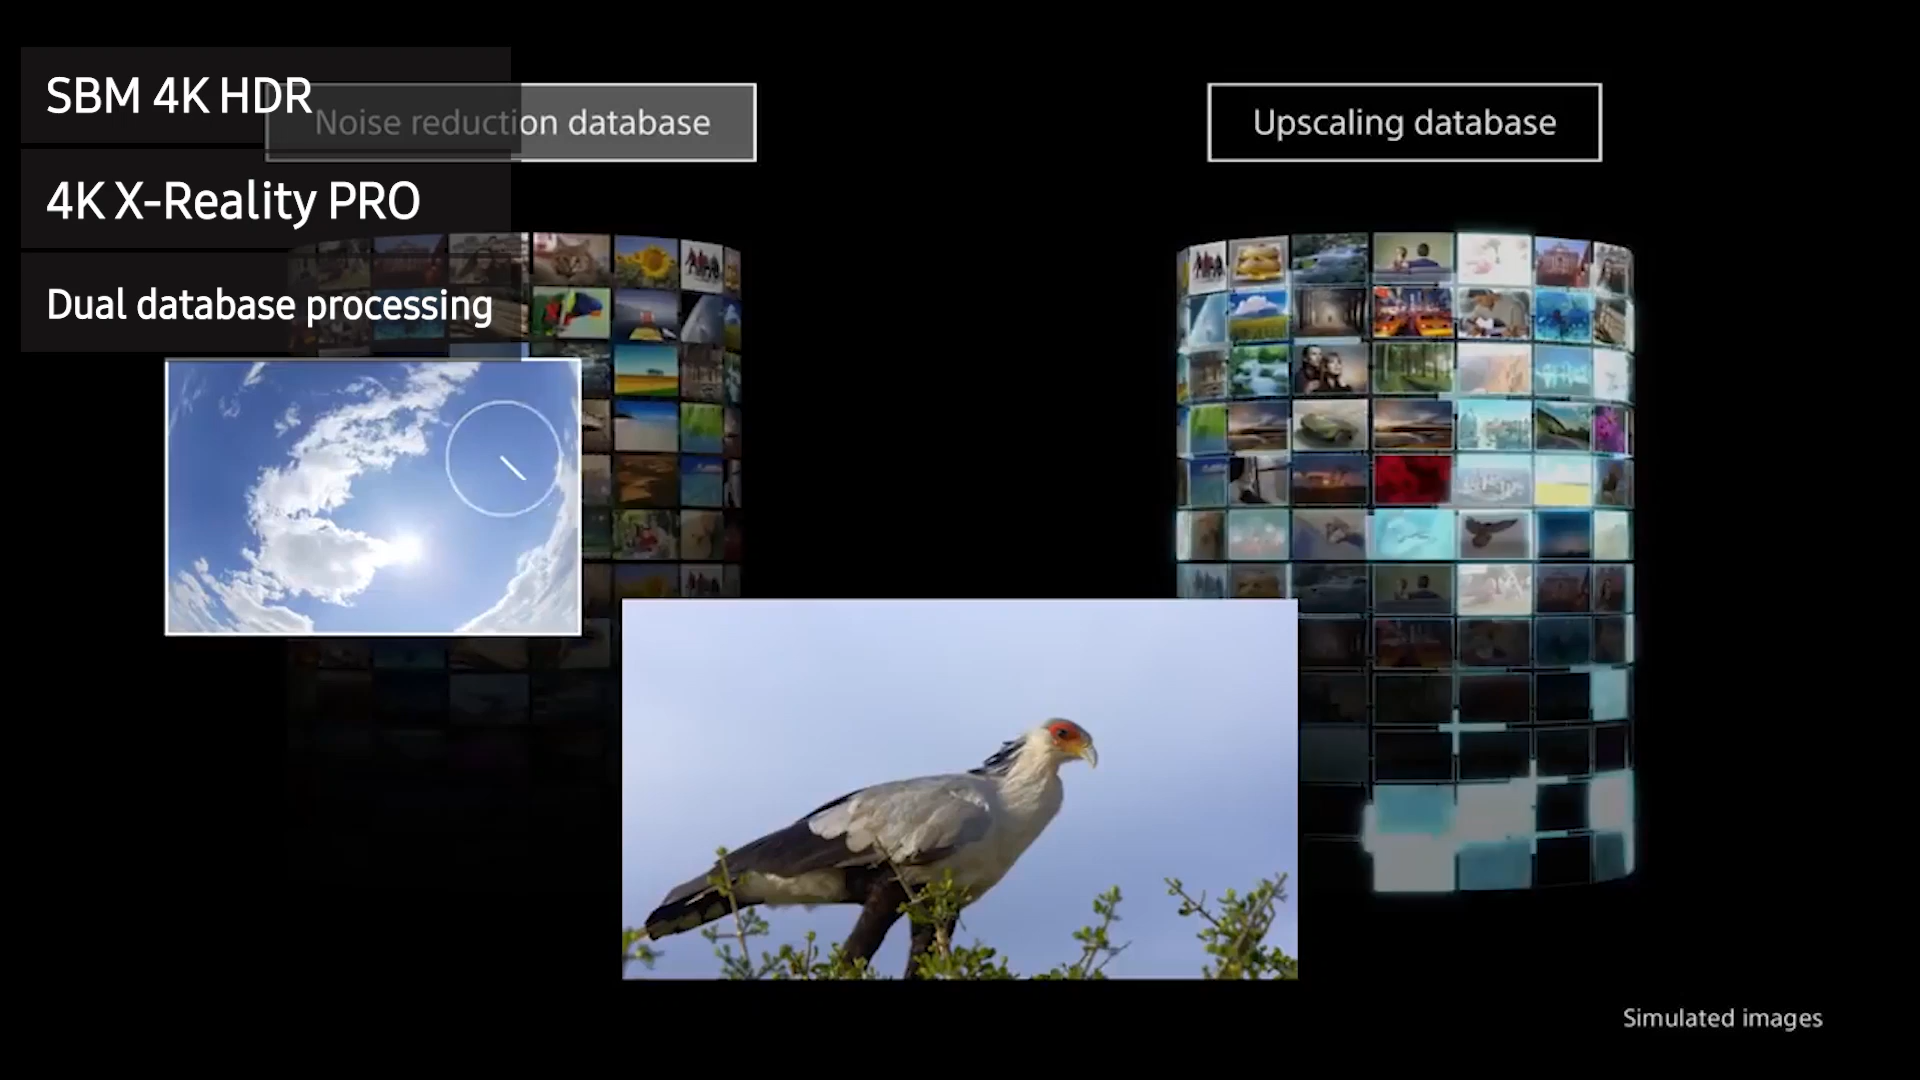 SBM 4K HDR
Noise reduction database
Upscaling database
4K X-Reality PRO
Dual database processing
Simulated images